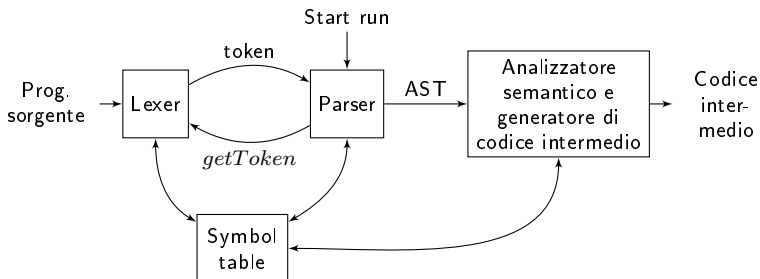 Start run
token
Prog.
sorgente
Lexer
Parser
AST
Analizzatore
semantico e
generatore di
codice intermedio
Codice
inter-
medio
getToken
Symbol
table